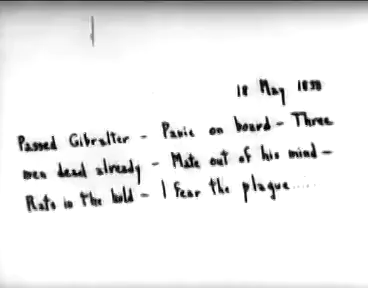 18 May 1838
Passed Gibralter - Panic on board - Three
men dead already - Mate out of his mind -
Rats in the hold - I fear the plague.....